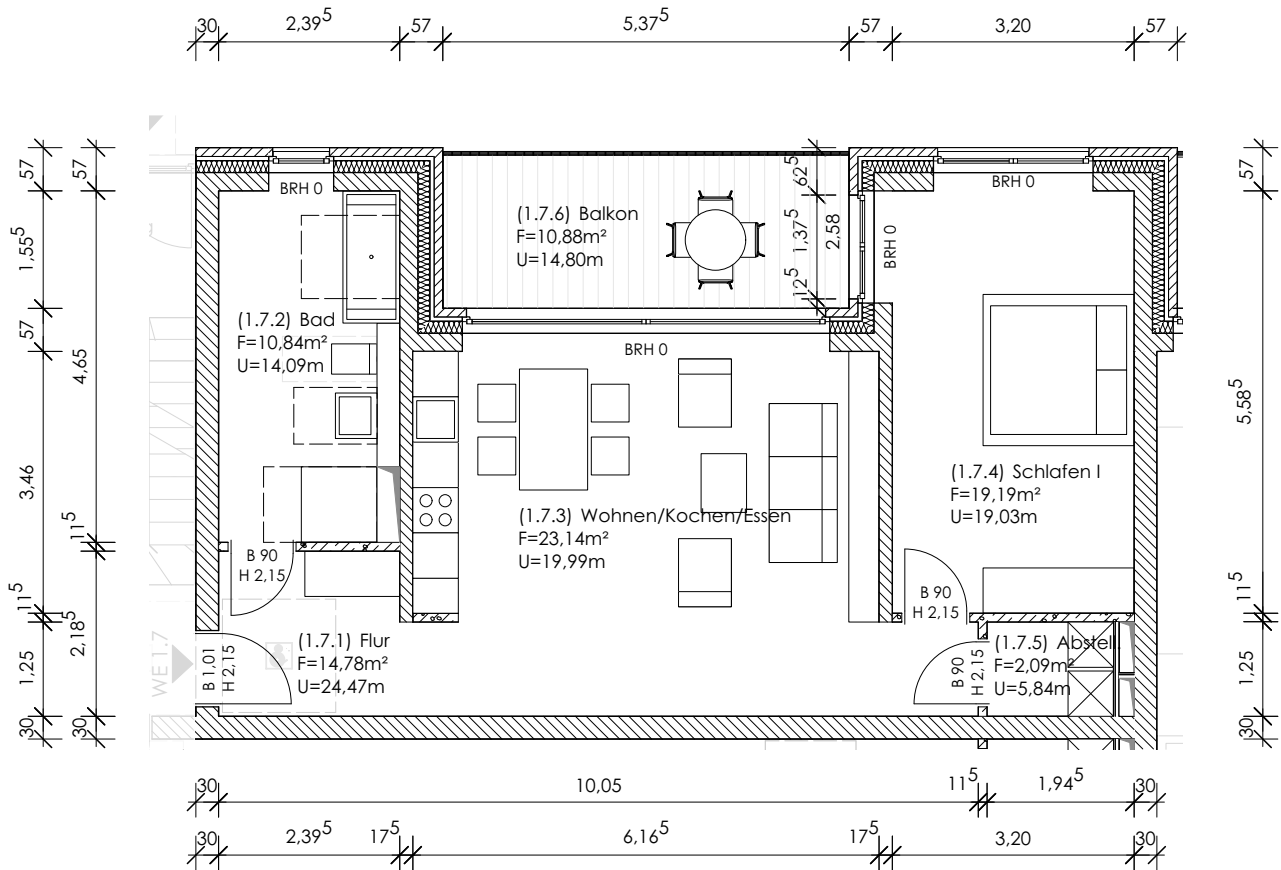 30 2,39⁵ 57 5,37⁵ 57 3,20 57
57
1,55⁵
57
3,46
11⁵
11⁵
1,25
30
57
4,65
2,18⁵
30
57
5,58⁵
11⁵
1,25
30
BRH 0
BRH 0
BRH 0
BRH 0
62⁵
1,37⁵
12⁵
2,58
(1.7.6) Balkon
F=10,88m²
U=14,80m
(1.7.2) Bad
F=10,84m²
U=14,09m
(1.7.4) Schlafen I
F=19,19m²
U=19,03m
(1.7.3) Wohnen/Kochen/Essen
F=23,14m²
U=19,99m
B 90
H 2,15
B 90
H 2,15
(1.7.1) Flur
F=14,78m²
U=24,47m
WE 1.7
B 1,01
H 2,15
B 90
H 2,15
(1.7.5) Abstell.
F=2,09m²
U=5,84m
30 10,05 11⁵ 1,94⁵ 30
30 2,39⁵ 17⁵ 6,16⁵ 17⁵ 3,20 30